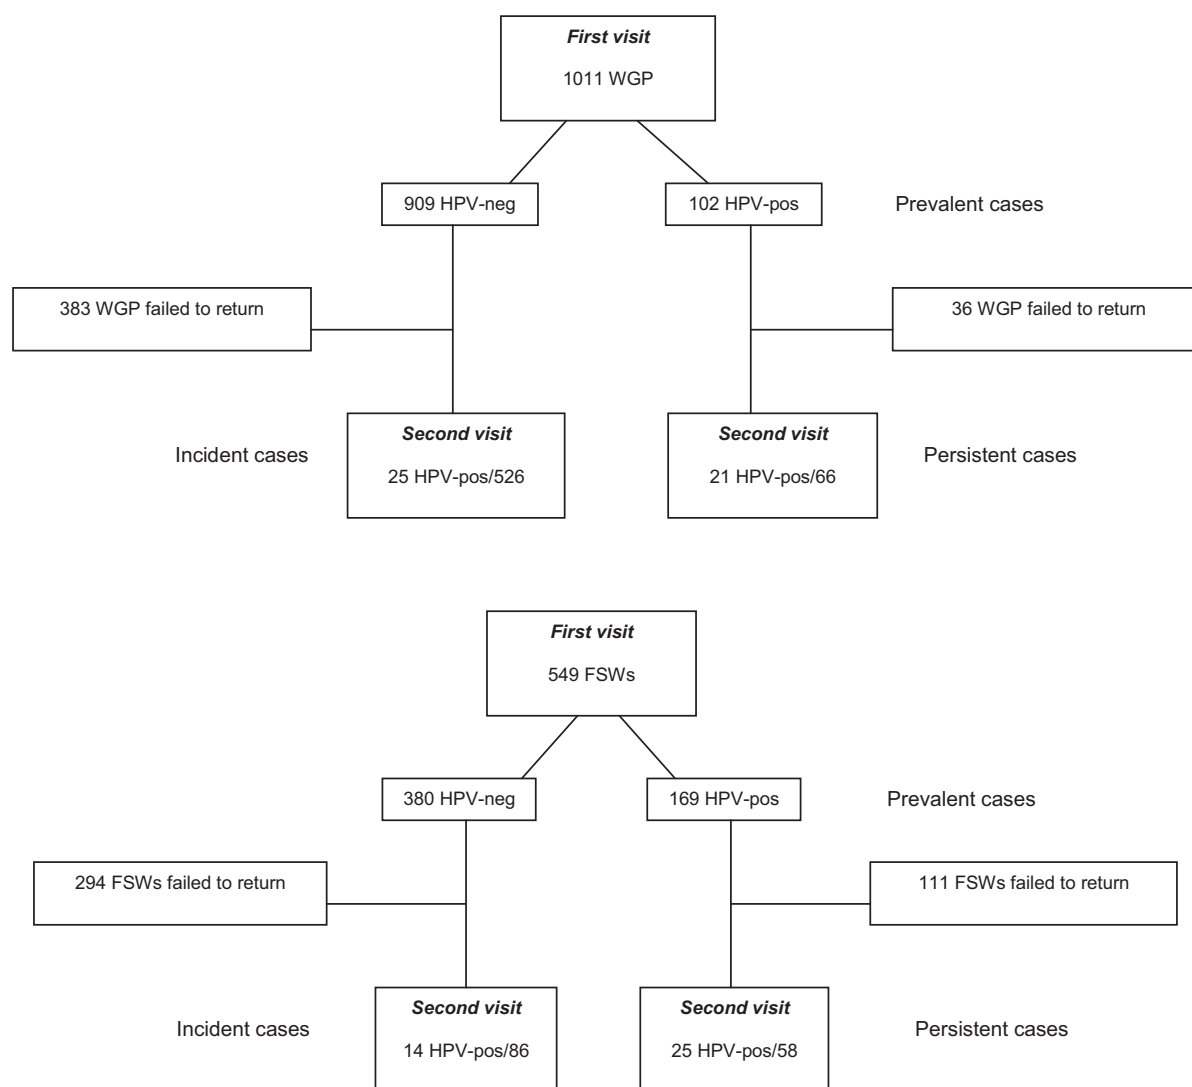 First visit
1011 WGP
909 HPV-neg
102 HPV-pos
Prevalent cases
383 WGP failed to return
36 WGP failed to return
Incident cases
Second visit
25 HPV-pos/526
Second visit
21 HPV-pos/66
Persistent cases
First visit
549 FSWs
380 HPV-neg
169 HPV-pos
Prevalent cases
294 FSWs failed to return
111 FSWs failed to return
Incident cases
Second visit
14 HPV-pos/86
Second visit
25 HPV-pos/58
Persistent cases